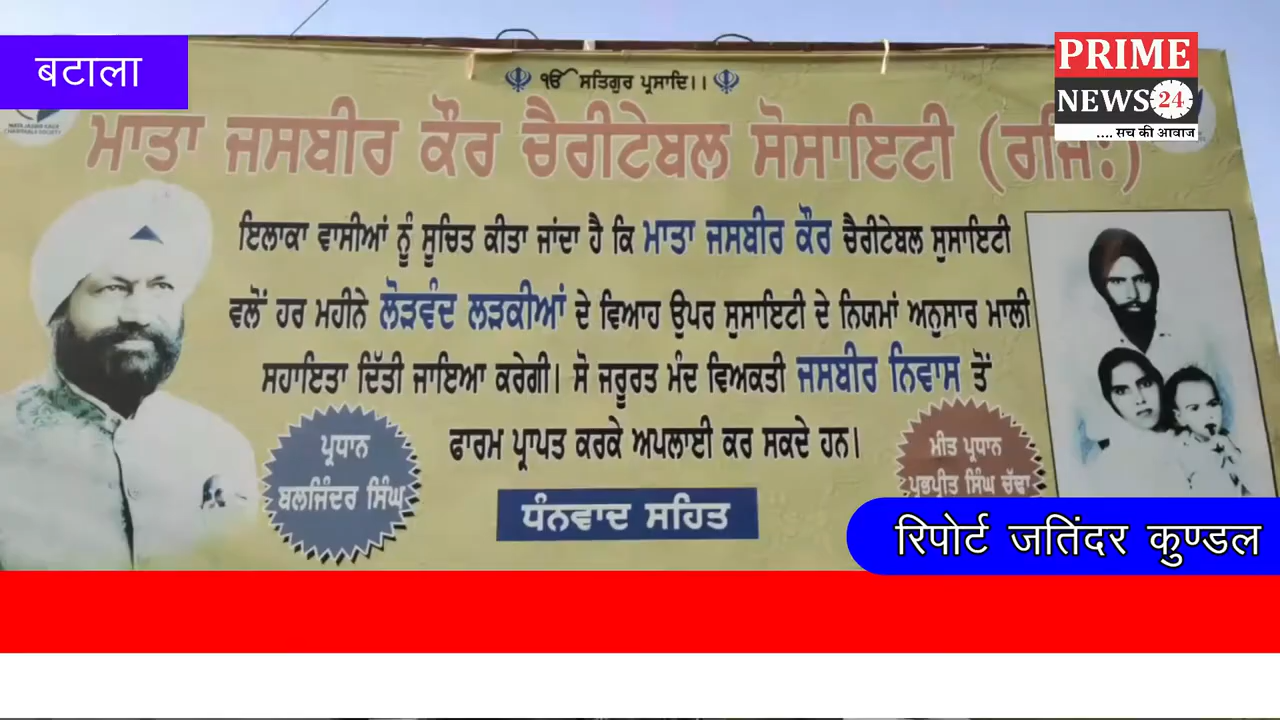 बटाला
PRIME
NEWS 24
....सच की आवाज
ੴ ਸਤਿਗੁਰ ਪ੍ਰਸਾਦਿ।।
ਮਾਤਾ ਜਸਬੀਰ ਕੌਰ ਚੈਰੀਟੇਬਲ ਸੋਸਾਇਟੀ (ਰਜਿ:)
ਇਲਾਕਾ ਵਾਸੀਆਂ ਨੂੰ ਸੂਚਿਤ ਕੀਤਾ ਜਾਂਦਾ ਹੈ ਕਿ ਮਾਤਾ ਜਸਬੀਰ ਕੌਰ ਚੈਰੀਟੇਬਲ ਸੁਸਾਇਟੀ
ਵਲੋਂ ਹਰ ਮਹੀਨੇ ਲੋੜਵੰਦ ਲੜਕੀਆਂ ਦੇ ਵਿਆਹ ਉਪਰ ਸੁਸਾਇਟੀ ਦੇ ਨਿਯਮਾਂ ਅਨੁਸਾਰ ਮਾਲੀ
ਸਹਾਇਤਾ ਦਿੱਤੀ ਜਾਇਆ ਕਰੇਗੀ। ਸੋ ਜਰੂਰਤ ਮੰਦ ਵਿਅਕਤੀ ਜਸਬੀਰ ਨਿਵਾਸ ਤੋਂ
ਫਾਰਮ ਪ੍ਰਾਪਤ ਕਰਕੇ ਅਪਲਾਈ ਕਰ ਸਕਦੇ ਹਨ।
ਪ੍ਰਧਾਨ
ਬਲਜਿੰਦਰ ਸਿੰਘ
ਧੰਨਵਾਦ ਸਹਿਤ
ਮੀਤ ਪ੍ਰਧਾਨ
ਪ੍ਰਭਪ੍ਰੀਤ ਸਿੰਘ ਚੱਢਾ
रिपोर्ट जतिंदर कुण्डल